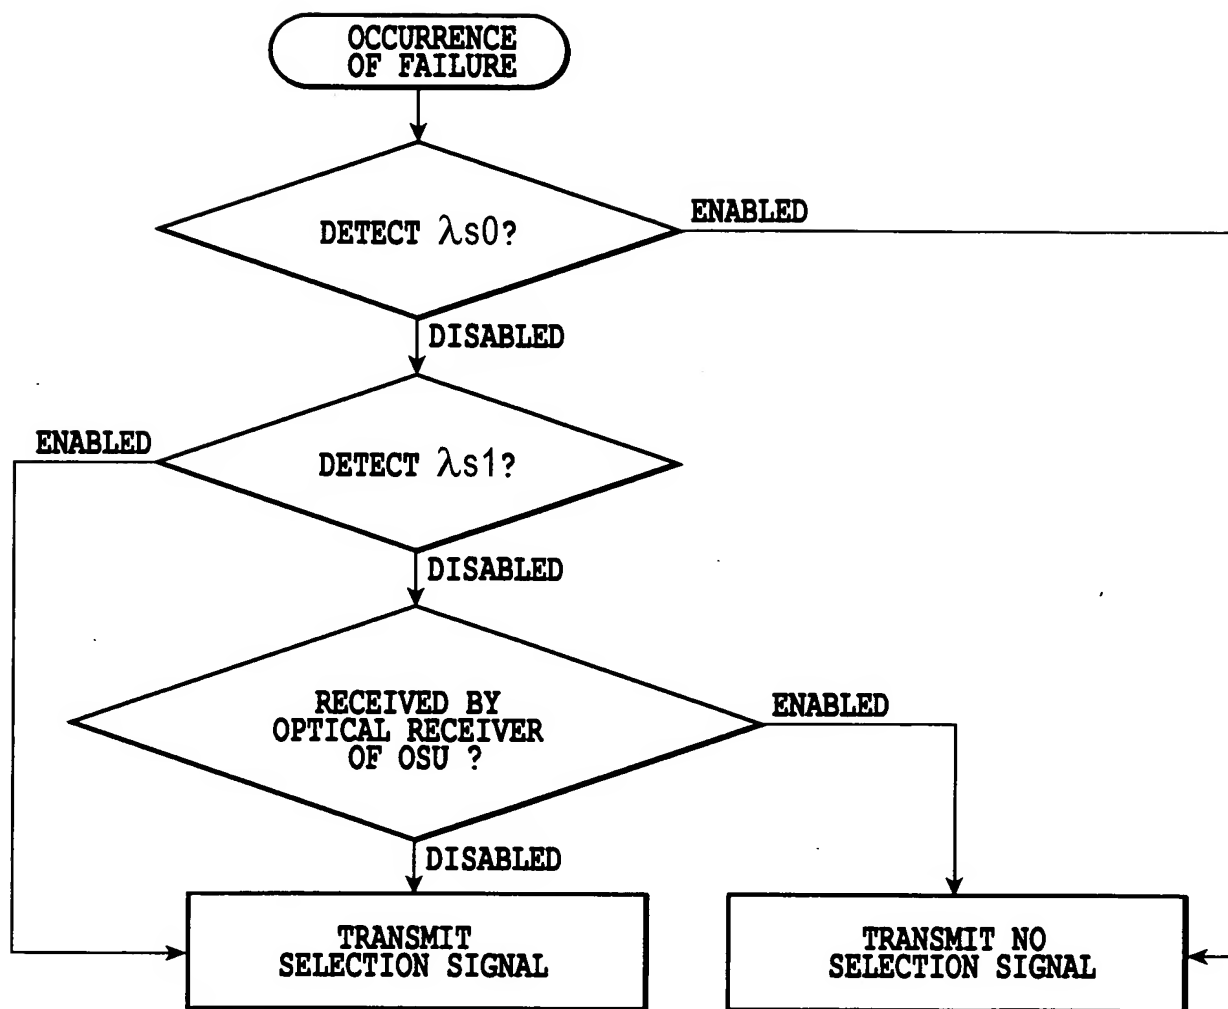 OCCURRENCE
OF FAILURE
DETECT λs0?
ENABLED
DISABLED
DETECT λs1?
ENABLED
DISABLED
RECEIVED BY
OPTICAL RECEIVER
OF OSU ?
ENABLED
DISABLED
TRANSMIT
SELECTION SIGNAL
TRANSMIT NO
SELECTION SIGNAL